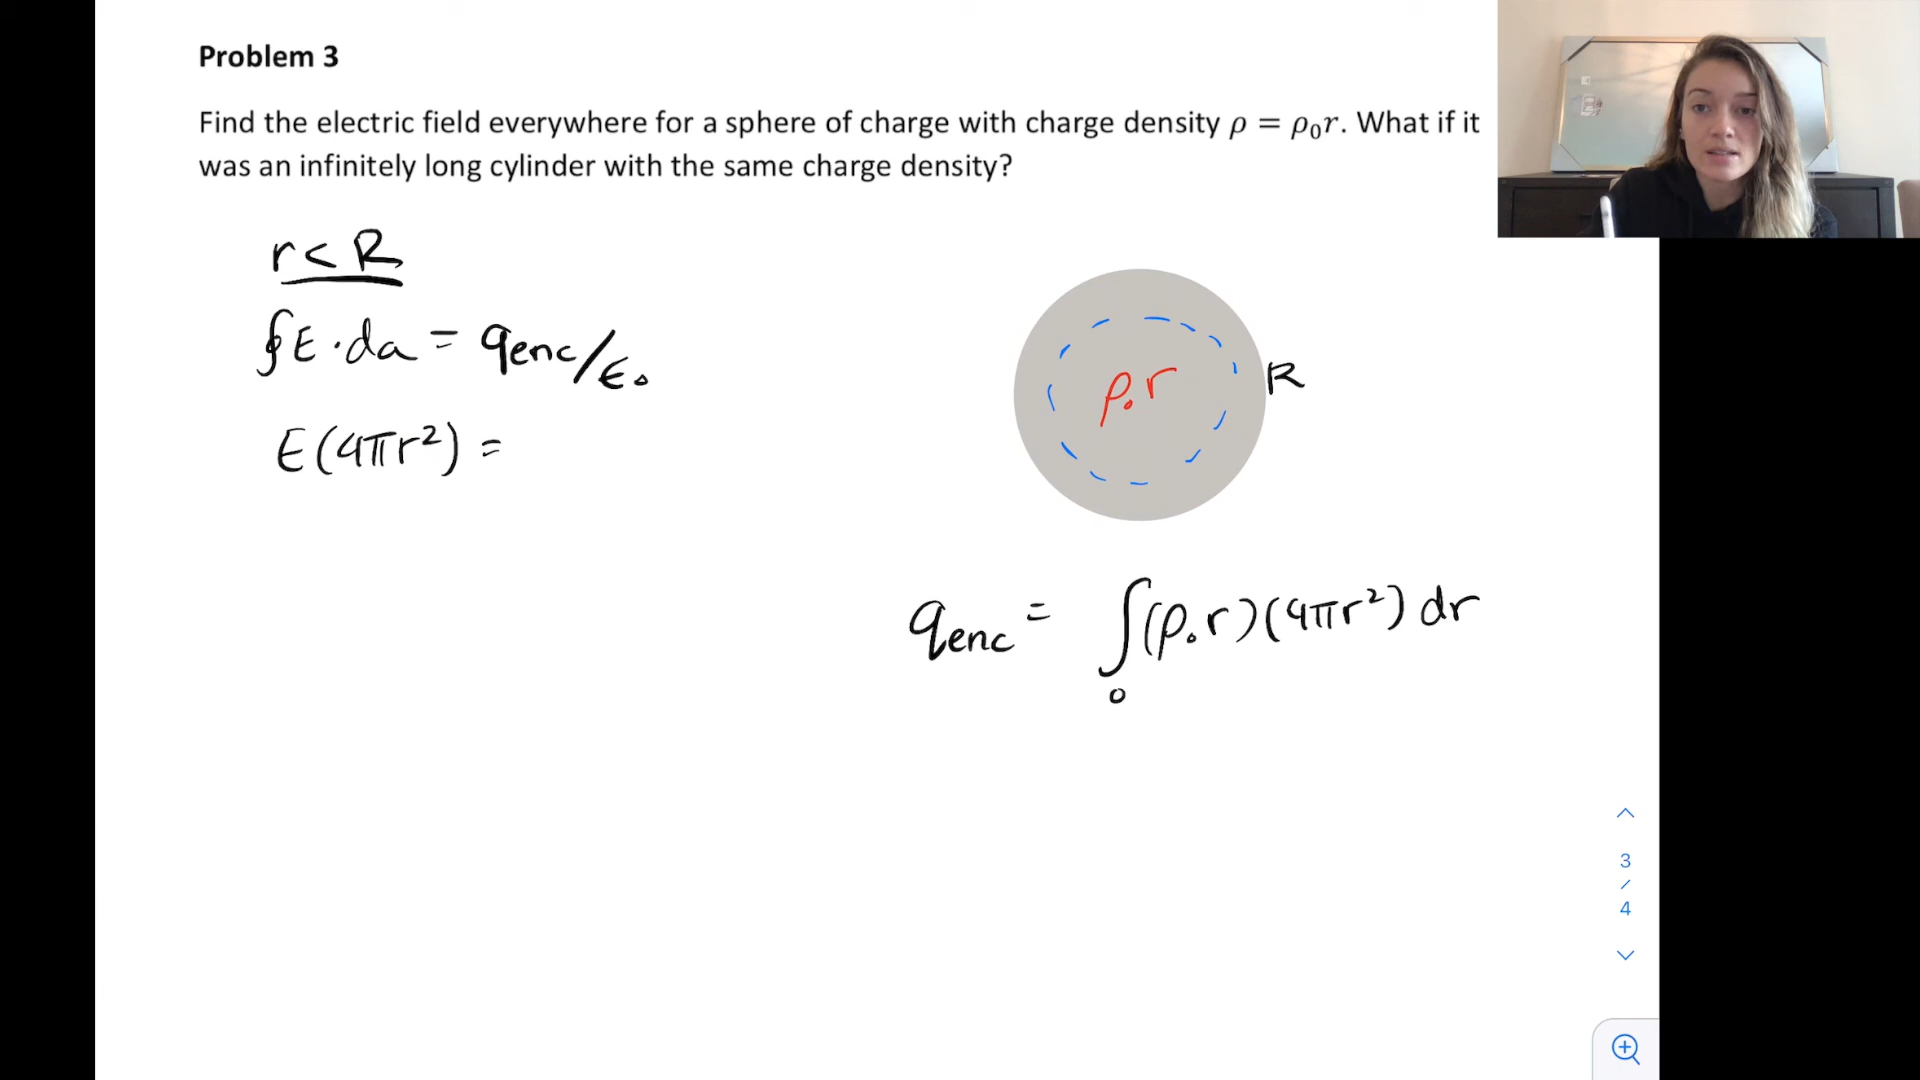 Problem 3
Find the electric field everywhere for a sphere of charge with charge density ρ = ρ₀r. What if it
was an infinitely long cylinder with the same charge density?
r < R
∮E · da = qenc/ϵ₀
E(4πr²) =
ρ₀r
R
qenc = ∫₀(ρ₀r)(4πr²) dr
3
/
4